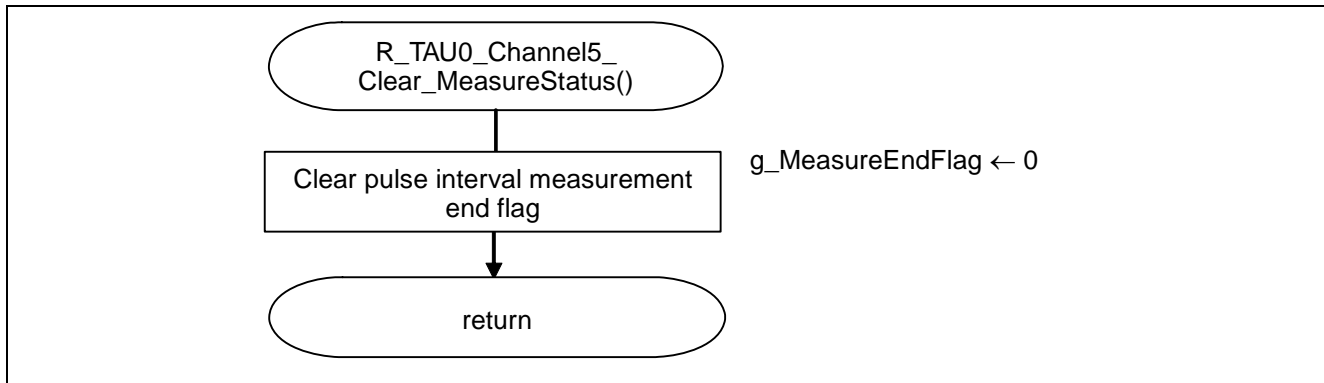 R_TAU0_Channel5_
Clear_MeasureStatus()
Clear pulse interval measurement
end flag
g_MeasureEndFlag ← 0
return